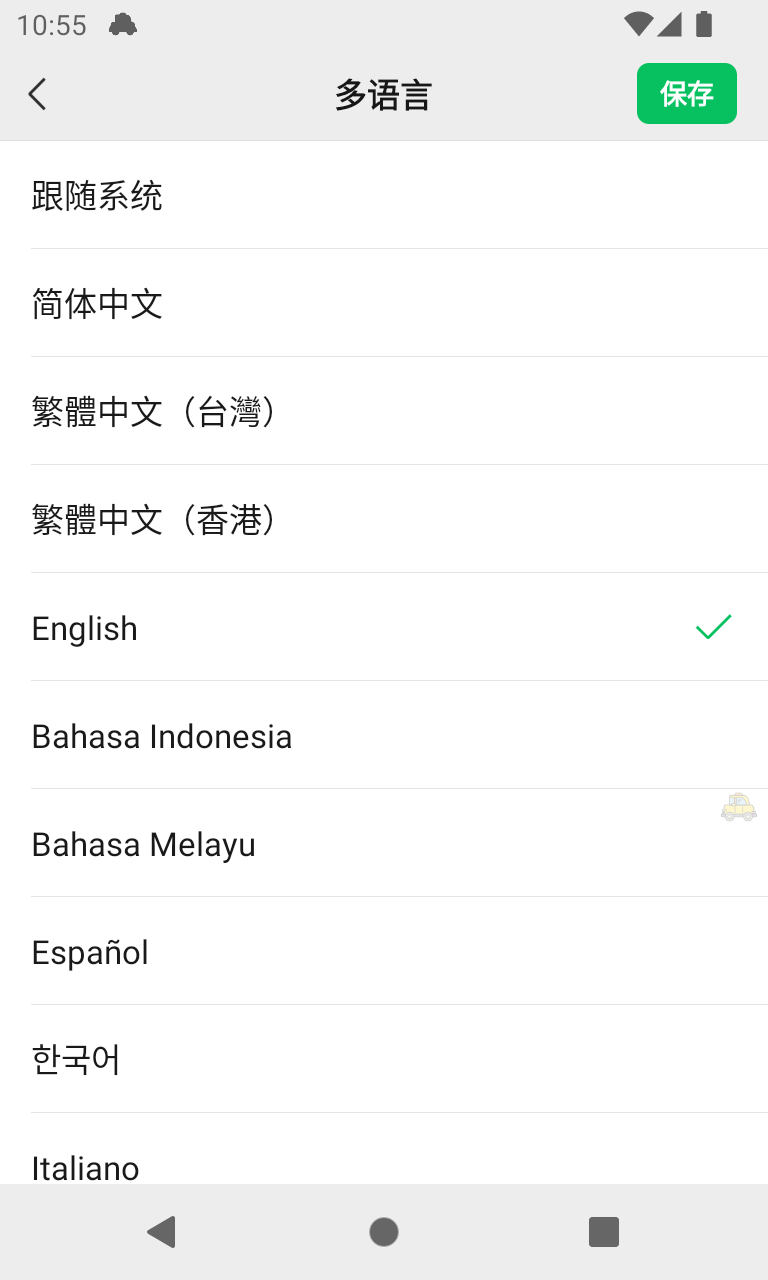 10:55
多语言
保存
跟随系统
简体中文
繁體中文（台灣）
繁體中文（香港）
English
Bahasa Indonesia
Bahasa Melayu
Español
한국어
Italiano